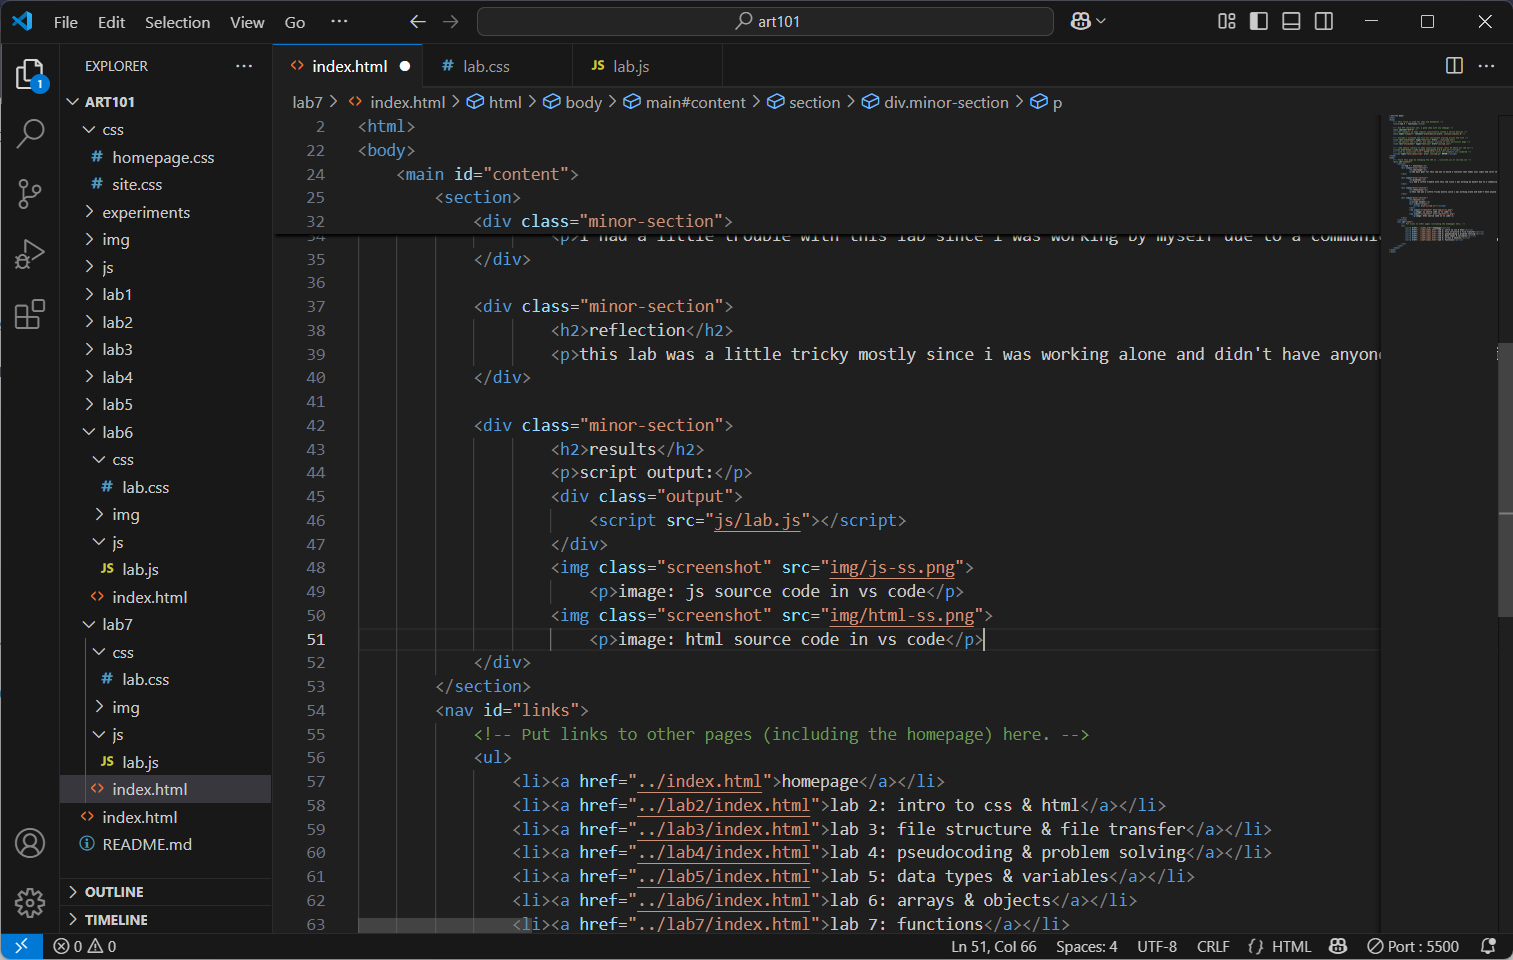 File Edit Selection View Go ··· art101
EXPLORER ···
index.html lab.css lab.js
lab7 > index.html > html > body > main#content > section > div.minor-section > p
ART101
css
homepage.css
site.css
experiments
img
js
lab1
lab2
lab3
lab4
lab5
lab6
css
lab.css
img
js
lab.js
index.html
lab7
css
lab.css
img
js
lab.js
index.html
index.html
README.md
OUTLINE
TIMELINE
2 <html>
22 <body>
24 <main id="content">
25 <section>
32 <div class="minor-section">
34 <p>i had a little trouble with this lab since i was working by myself due to a communi
35 </div>
36
37 <div class="minor-section">
38 <h2>reflection</h2>
39 <p>this lab was a little tricky mostly since i was working alone and didn't have anyon
40 </div>
41
42 <div class="minor-section">
43 <h2>results</h2>
44 <p>script output:</p>
45 <div class="output">
46 <script src="js/lab.js"></script>
47 </div>
48 <img class="screenshot" src="img/js-ss.png">
49 <p>image: js source code in vs code</p>
50 <img class="screenshot" src="img/html-ss.png">
51 <p>image: html source code in vs code</p>
52 </div>
53 </section>
54 <nav id="links">
55 <!-- Put links to other pages (including the homepage) here. -->
56 <ul>
57 <li><a href="../index.html">homepage</a></li>
58 <li><a href="../lab2/index.html">lab 2: intro to css & html</a></li>
59 <li><a href="../lab3/index.html">lab 3: file structure & file transfer</a></li>
60 <li><a href="../lab4/index.html">lab 4: pseudocoding & problem solving</a></li>
61 <li><a href="../lab5/index.html">lab 5: data types & variables</a></li>
62 <li><a href="../lab6/index.html">lab 6: arrays & objects</a></li>
63 <li><a href="../lab7/index.html">lab 7: functions</a></li>
0 0 Ln 51, Col 66 Spaces: 4 UTF-8 CRLF {} HTML Port : 5500